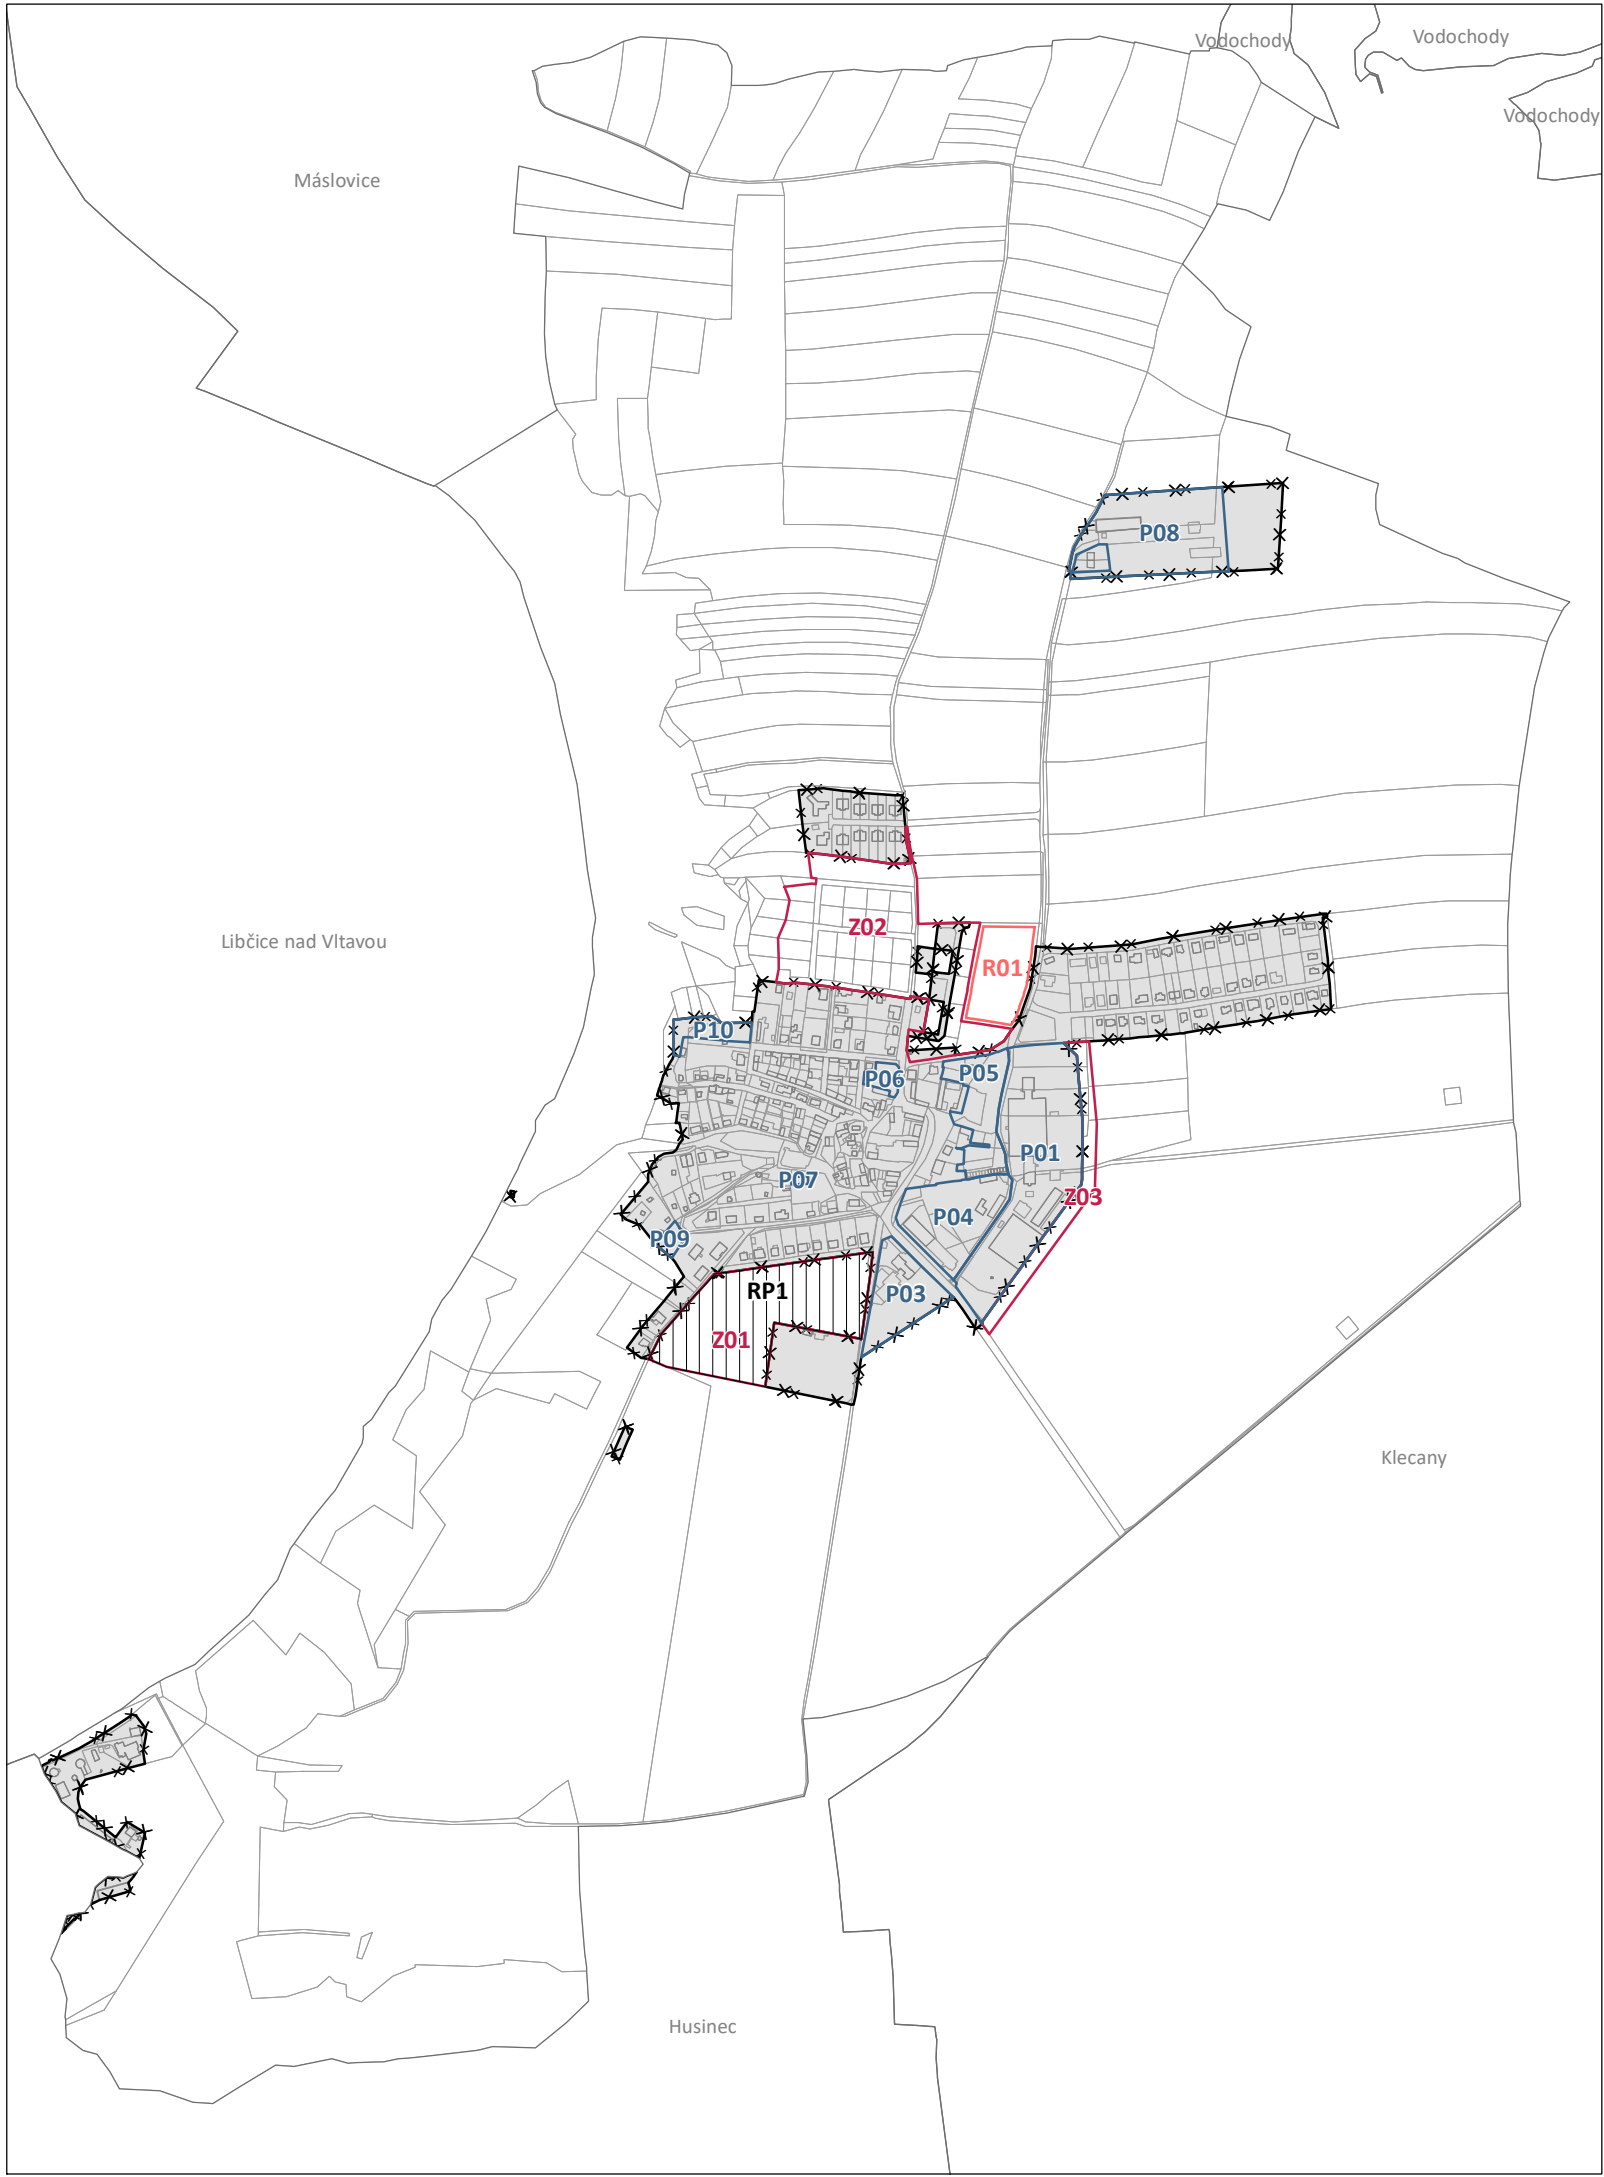 Vodochody
Vodochody
Vodochody
Máslovice
P08
Z02
Libčice nad Vltavou
R01
P10
P05
P06
P01
P07
Z03
P04
P09
RP1
P03
Z01
Klecany
Husinec